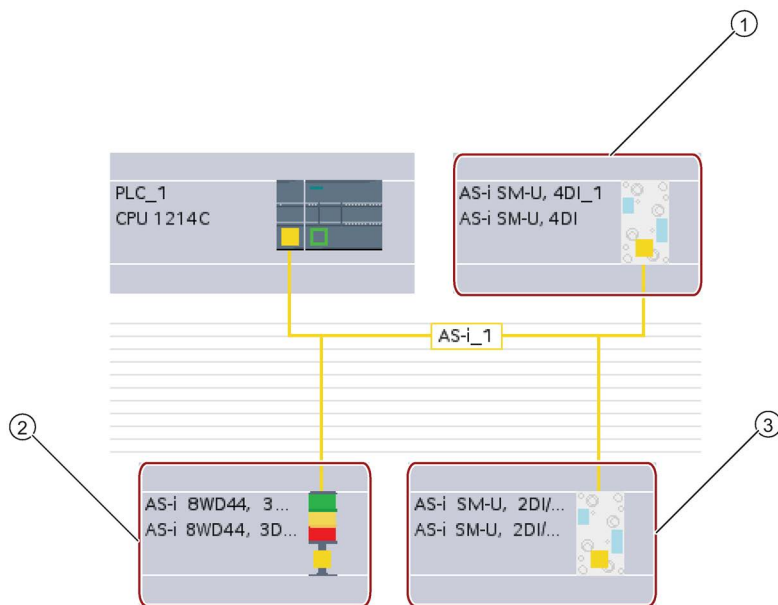 ①
PLC_1
CPU 1214C
AS-i SM-U, 4DI_1
AS-i SM-U, 4DI
AS-i_1
②
③
AS-i 8WD44, 3...
AS-i 8WD44, 3D...
AS-i SM-U, 2DI/...
AS-i SM-U, 2DI/...